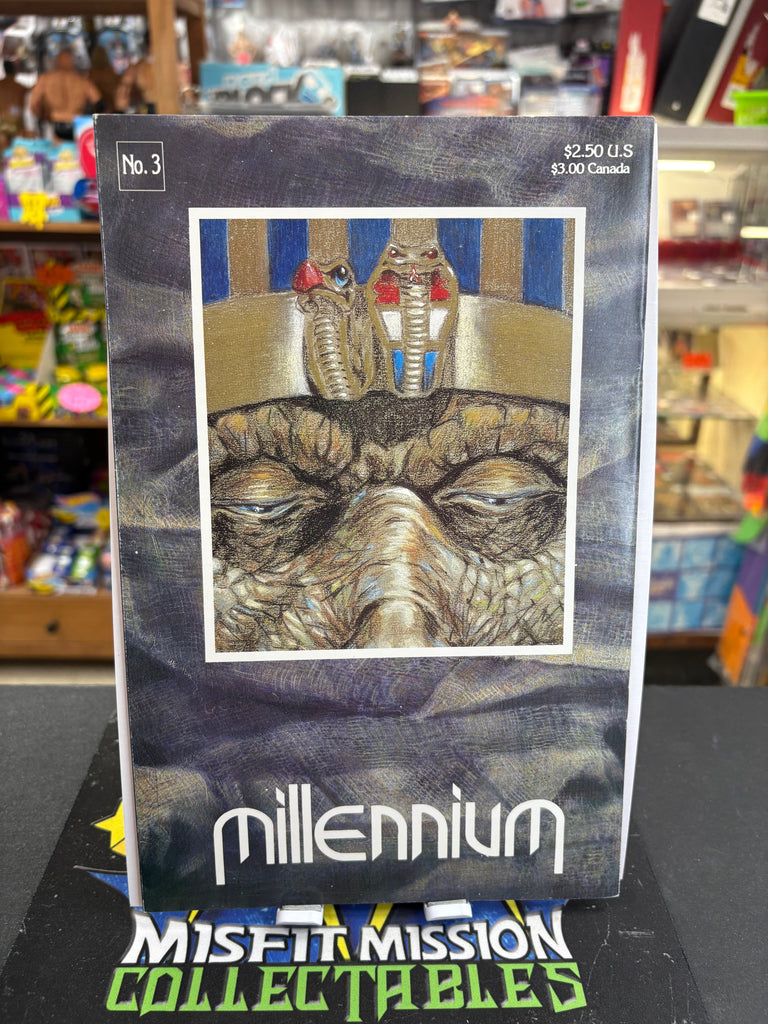 No. 3
$2.50 U.S
$3.00 Canada
millennium
MISFIT MISSION
COLLECTABLES